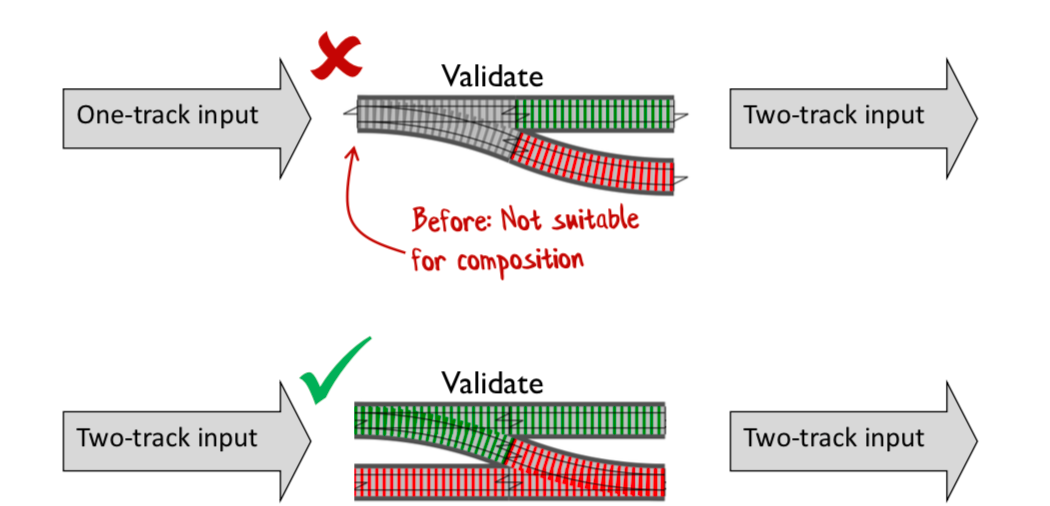 Validate
One-track input
Two-track input
Before: Not suitable
for composition
Validate
Two-track input
Two-track input